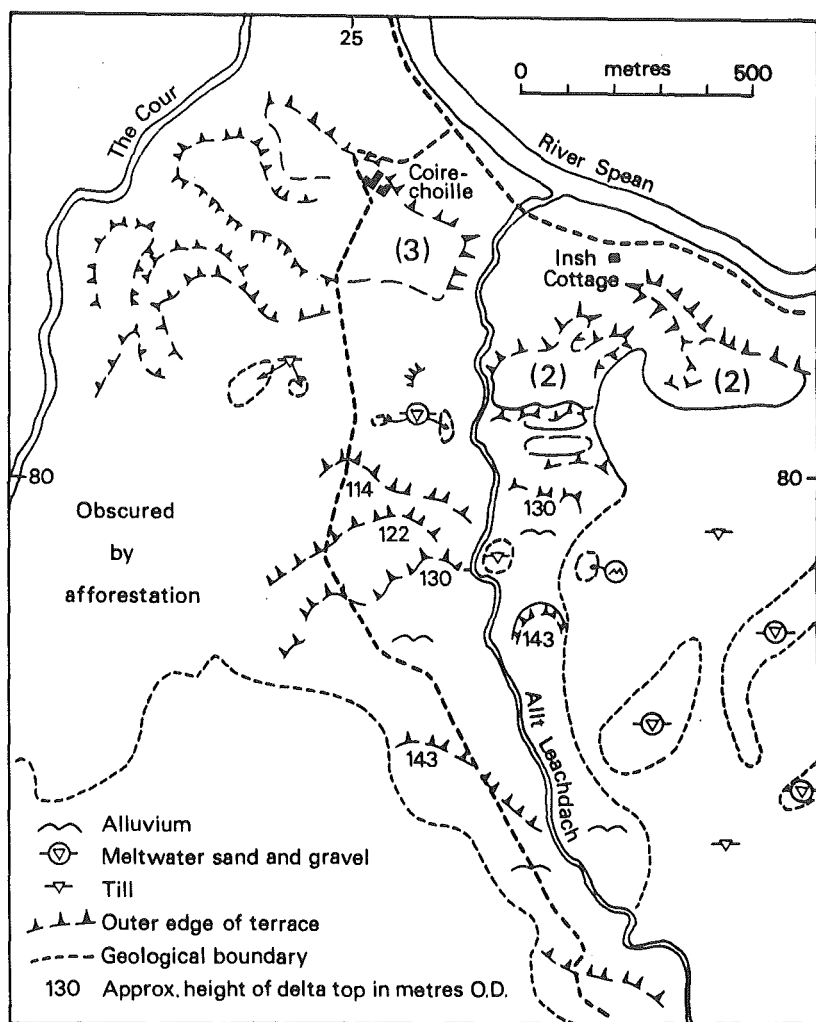 25
0 metres 500
The Cour
River Spean
Coire-
choille
(3)
Insh
Cottage
(2)
(2)
80
80
114
130
Obscured
by
afforestation
122
130
143
Allt Leachdach
143
Alluvium
Meltwater sand and gravel
Till
Outer edge of terrace
Geological boundary
130 Approx. height of delta top in metres O.D.